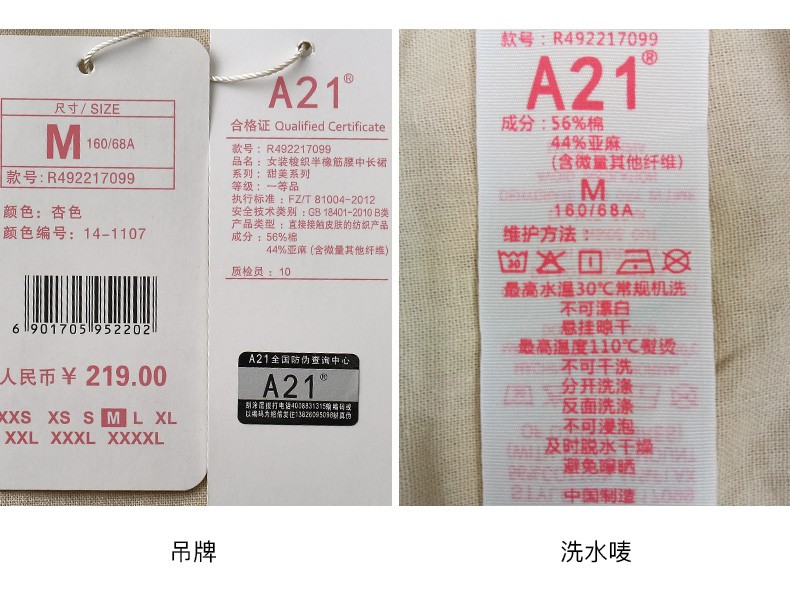 尺寸/ SIZE
M 160/68A
款号:R492217099
颜色: 杏色
颜色编号: 14-1107
6 901705 952202
人民币 ¥ 219.00
XXS XS S M L XL
XXL XXXL XXXXL
A21®
合格证 Qualified Certificate
款号: R492217099
品名: 女装梭织半橡筋腰中长裙
系列: 甜美系列
等级: 一等品
执行标准: FZ/T 81004-2012
安全技术类别: GB 18401-2010 B类
产品类型: 直接接触皮肤的纺织产品
成分: 56%棉
44%亚麻 (含微量其他纤维)
质检员: 10
A21全国防伪查询中心
A21®
款号: R492217099
A21®
成分: 56%棉
44%亚麻
(含微量其他纤维)
M
160/68A
维护方法:
30
最高水温30℃常规机洗
不可漂白
悬挂晾干
最高温度110℃熨烫
不可干洗
分开洗涤
反面洗涤
不可浸泡
及时脱水干燥
避免曝晒
中国制造
吊牌
洗水唛